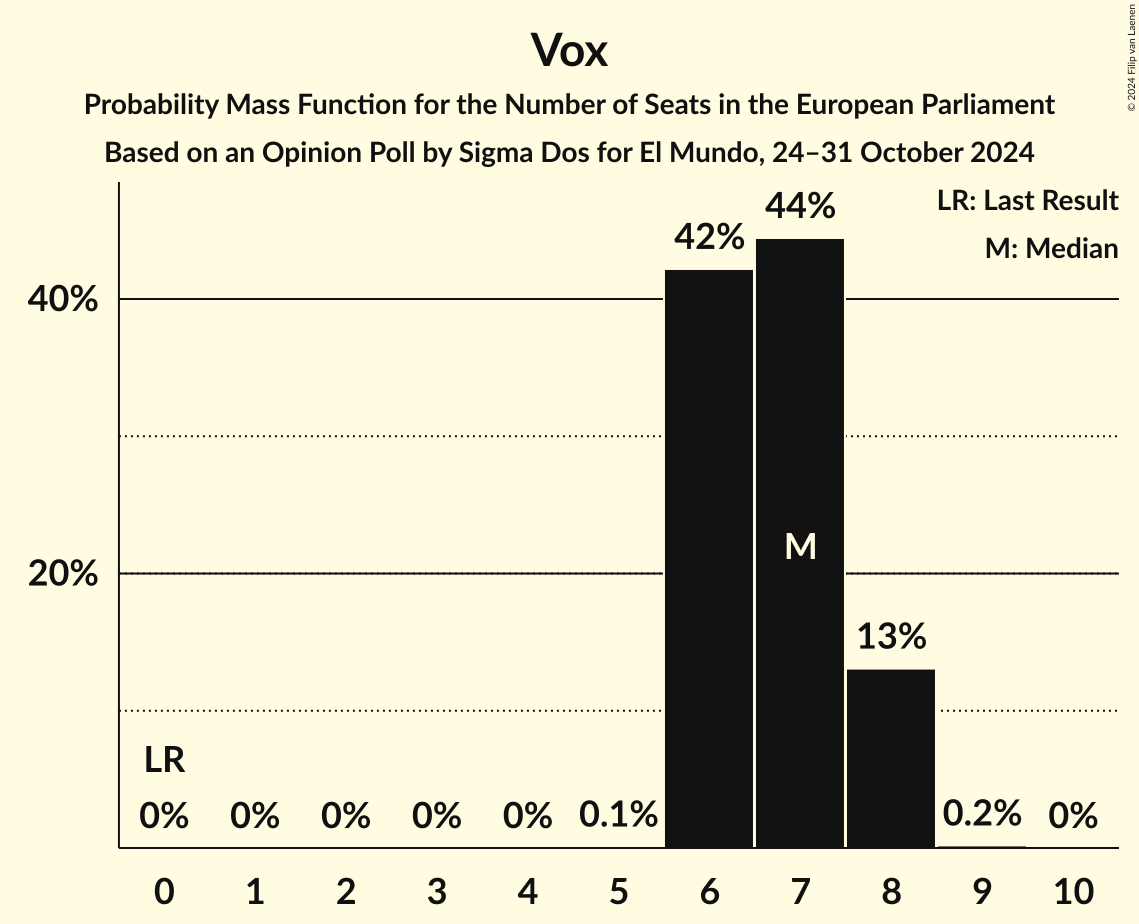 Vox
Probability Mass Function for the Number of Seats in the European Parliament
Based on an Opinion Poll by Sigma Dos for El Mundo, 24–31 October 2024
© 2024 Filip van Laenen
LR: Last Result
M: Median
44%
42%
40%
M
20%
13%
LR
0% 0% 0% 0% 0% 0.1% 0.2% 0%
0 1 2 3 4 5 6 7 8 9 10